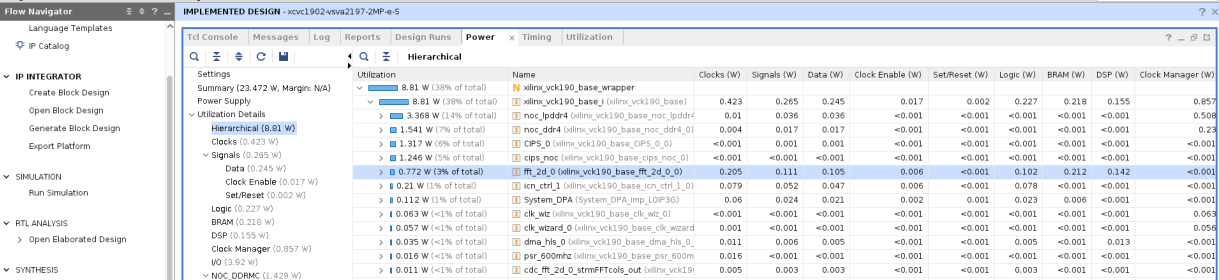 Flow Navigator
Language Templates
IP Catalog
IP INTEGRATOR
Create Block Design
Open Block Design
Generate Block Design
Export Platform
SIMULATION
Run Simulation
RTL ANALYSIS
Open Elaborated Design
SYNTHESIS
IMPLEMENTED DESIGN - xcvc1902-vsva2197-2MP-e-S
Tcl Console Messages Log Reports Design Runs Power Timing Utilization
Settings
Summary (23.472 W, Margin: N/A)
Power Supply
Utilization Details
Hierarchical (8.81 W)
Clocks (0.423 W)
Signals (0.265 W)
Data (0.245 W)
Clock Enable (0.017 W)
Set/Reset (0.002 W)
Logic (0.227 W)
BRAM (0.218 W)
DSP (0.155 W)
Clock Manager (0.857 W)
I/O (3.92 W)
NOC_DDRMC (1.429 W)
Hierarchical
Utilization Name Clocks (W) Signals (W) Data (W) Clock Enable (W) Set/Reset (W) Logic (W) BRAM (W) DSP (W) Clock Manager (W)
8.81 W (38% of total) N xilinx_vck190_base_wrapper
8.81 W (38% of total) I xilinx_vck190_base_i (xilinx_vck190_base) 0.423 0.265 0.245 0.017 0.002 0.227 0.218 0.155 0.857
3.368 W (14% of total) I noc_lpddr4 (xilinx_vck190_base_noc_lpddr4 0.01 0.036 0.036 <0.001 <0.001 <0.001 <0.001 <0.001 0.508
1.541 W (7% of total) I noc_ddr4 (xilinx_vck190_base_noc_ddr4_0) 0.004 0.017 0.017 <0.001 <0.001 <0.001 <0.001 <0.001 0.23
1.317 W (6% of total) I CIPS_0 (xilinx_vck190_base_CIPS_0_0) <0.001 0.001 <0.001 <0.001 <0.001 <0.001 <0.001 <0.001 <0.001
1.246 W (5% of total) I cips_noc (xilinx_vck190_base_cips_noc_0) <0.001 <0.001 <0.001 <0.001 <0.001 <0.001 <0.001 <0.001 <0.001
0.772 W (3% of total) I fft_2d_0 (xilinx_vck190_base_fft_2d_0_0) 0.205 0.111 0.105 0.006 <0.001 0.102 0.212 0.142 <0.001
0.21 W (1% of total) I icn_ctrl_1 (xilinx_vck190_base_icn_ctrl_1_0) 0.079 0.052 0.047 0.006 <0.001 0.078 <0.001 <0.001 <0.001
0.112 W (1% of total) I System_DPA (System_DPA_imp_LOIP3G) 0.06 0.024 0.021 0.002 0.001 0.023 0.006 <0.001 <0.001
0.063 W (<1% of total) I clk_wiz (xilinx_vck190_base_clk_wiz_0) <0.001 <0.001 <0.001 <0.001 <0.001 <0.001 <0.001 <0.001 0.063
0.057 W (<1% of total) I clk_wizard_0 (xilinx_vck190_base_clk_wizard <0.001 <0.001 <0.001 <0.001 <0.001 <0.001 <0.001 <0.001 0.056
0.035 W (<1% of total) I dma_hls_0 (xilinx_vck190_base_dma_hls_0_ 0.011 0.006 0.005 <0.001 <0.001 0.005 <0.001 0.013 <0.001
0.016 W (<1% of total) I psr_600mhz (xilinx_vck190_base_psr_600m 0.016 <0.001 <0.001 <0.001 <0.001 <0.001 <0.001 <0.001 <0.001
0.011 W (<1% of total) I cdc_fft_2d_0_strmFFTcols_out (xilinx_vck19 0.005 0.003 0.003 <0.001 <0.001 0.003 <0.001 <0.001 <0.001